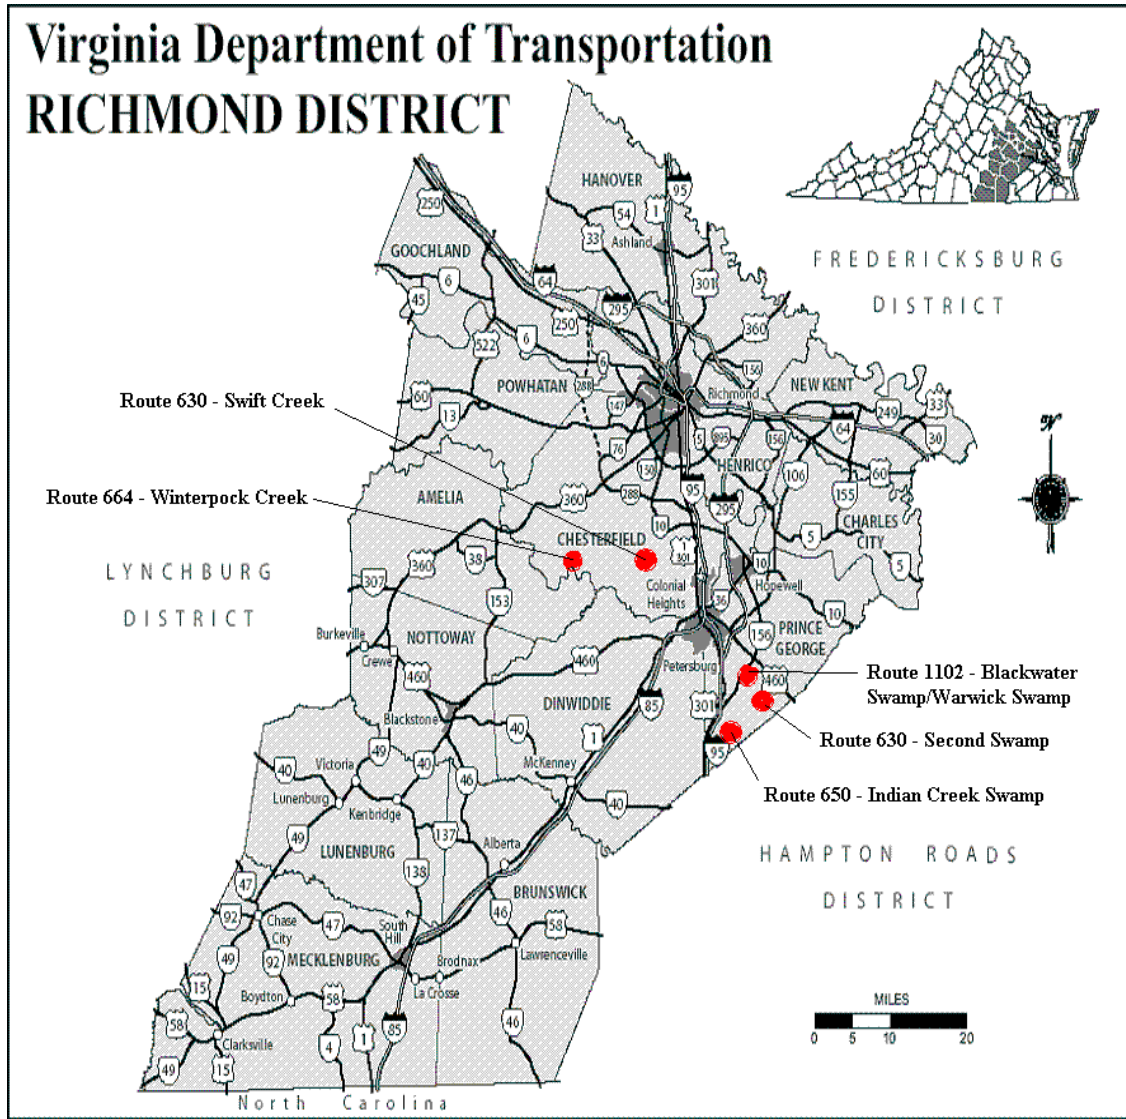 Virginia Department of Transportation
RICHMOND DISTRICT
HANOVER
95
1
54
250
33
Ashland
GOOCHLAND
6
64
301
FREDERICKSBURG
DISTRICT
45
295
250
360
522
6
6
156
POWHATAN
288
NEW KENT
Route 630 - Swift Creek
60
147
Richmond
249
33
13
64
30
76
5
895
156
HENRICO
150
106
60
AMELIA
95
Route 664 - Winterpock Creek
360
288
295
155
CHARLES
CITY
10
CHESTERFIELD
5
1
301
LYNCHBURG
DISTRICT
360
38
10
5
307
Colonial
Heights
Hopewell
153
36
10
Burkeville
NOTTOWAY
156
PRINCE
GEORGE
Crewe
460
Petersburg
460
460
Route 1102 - Blackwater
Swamp/Warwick Swamp
DINWIDDIE
85
301
Blackstone
40
1
Route 630 - Second Swamp
49
95
Victoria
40
McKenney
40
46
Lunenburg
Kenbridge
40
Route 650 - Indian Creek Swamp
49
137
Alberta
LUNENBURG
HAMPTON ROADS
DISTRICT
138
47
BRUNSWICK
92
46
Chase
City
47
South
Hill
58
49
92
MECKLENBURG
Brodnax
Lawrenceville
15
La Crosse
Boydton
58
MILES
58
85
46
0
5
10
20
Clarksville
4
1
49
15
North Carolina